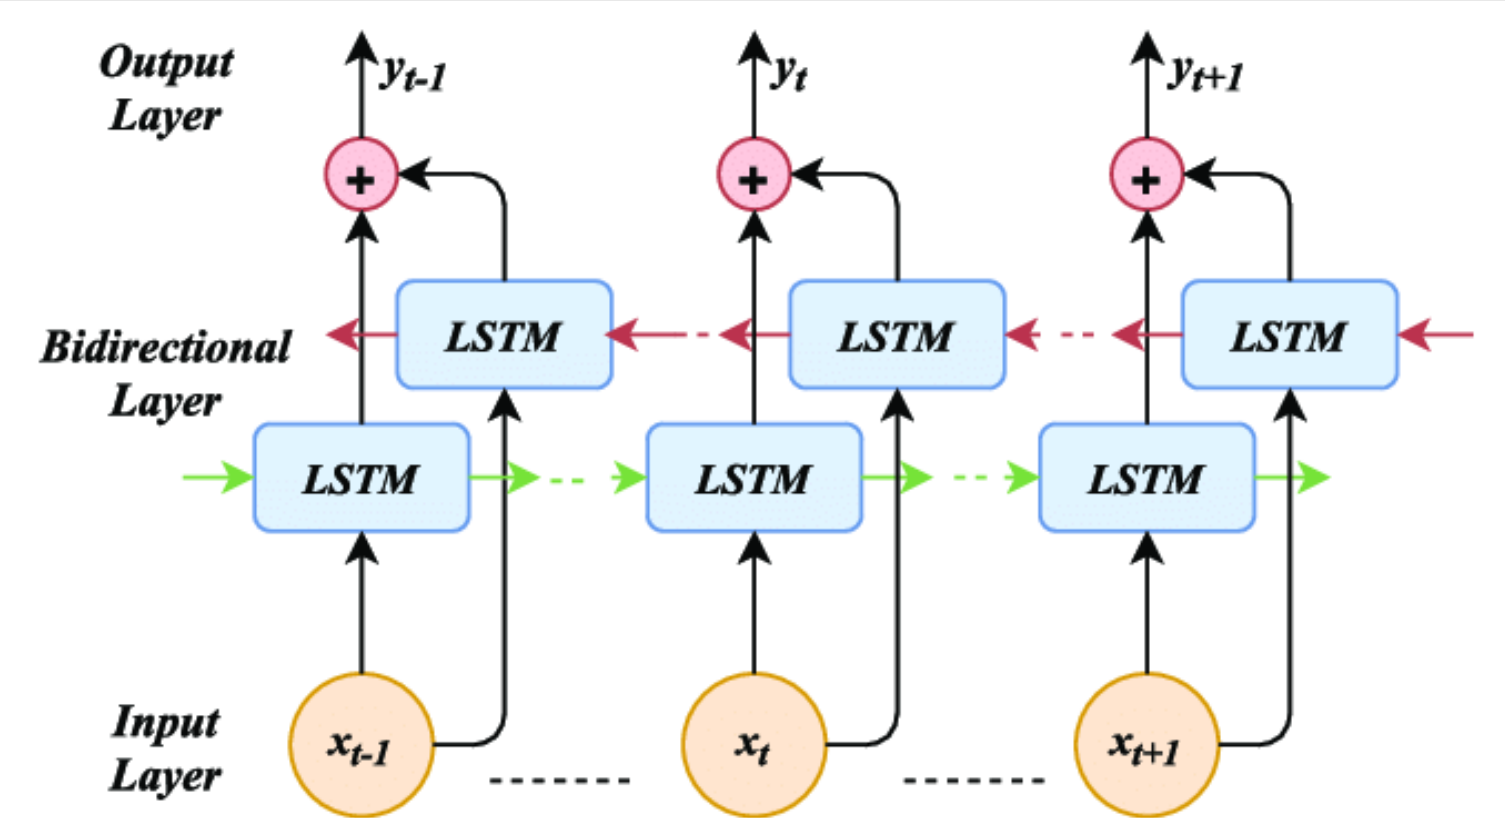 Output
Layer
y_{t-1}
y_t
y_{t+1}
+
+
+
Bidirectional
Layer
LSTM
LSTM
LSTM
LSTM
LSTM
LSTM
Input
Layer
x_{t-1}
x_t
x_{t+1}